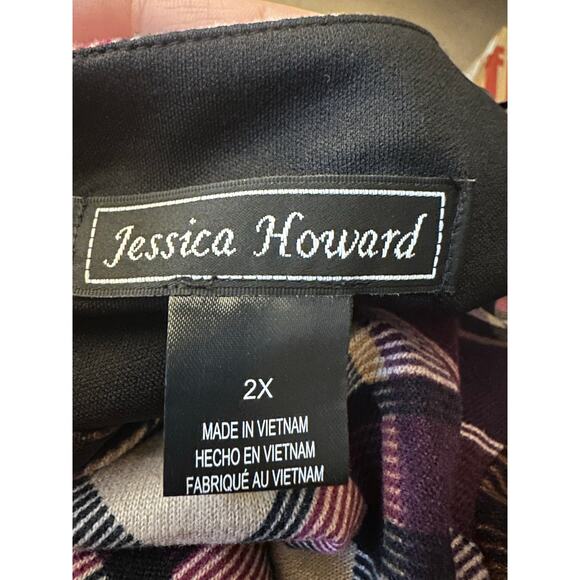 Jessica Howard
2X
MADE IN VIETNAM
HECHO EN VIETNAM
FABRIQUÉ AU VIETNAM